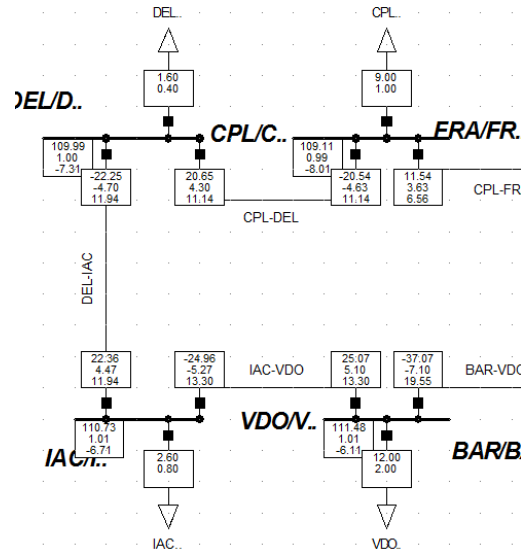 DEL..
CPL..
1.60
0.40
9.00
1.00
DEL/D..
CPL/C..
ERA/FR..
109.99
1.00
-7.31
109.11
0.99
-8.01
-22.25
-4.70
11.94
20.65
4.30
11.14
-20.54
-4.63
11.14
11.54
3.63
6.56
CPL-DEL
CPL-FR
DEL-IAC
22.36
4.47
11.94
-24.96
-5.27
13.30
IAC-VDO
25.07
5.10
13.30
-37.07
-7.10
19.55
BAR-VDO
110.73
1.01
-6.71
VDO/V..
111.48
1.01
-6.11
IAC/I..
2.60
0.80
12.00
2.00
BAR/B
IAC..
VDO..